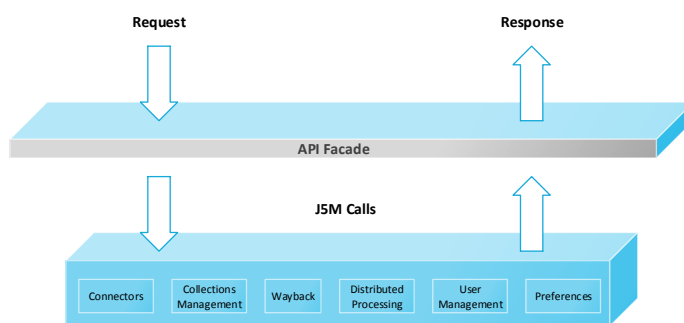 Request
Response
API Facade
J5M Calls
Connectors
Collections
Management
Wayback
Distributed
Processing
User
Management
Preferences